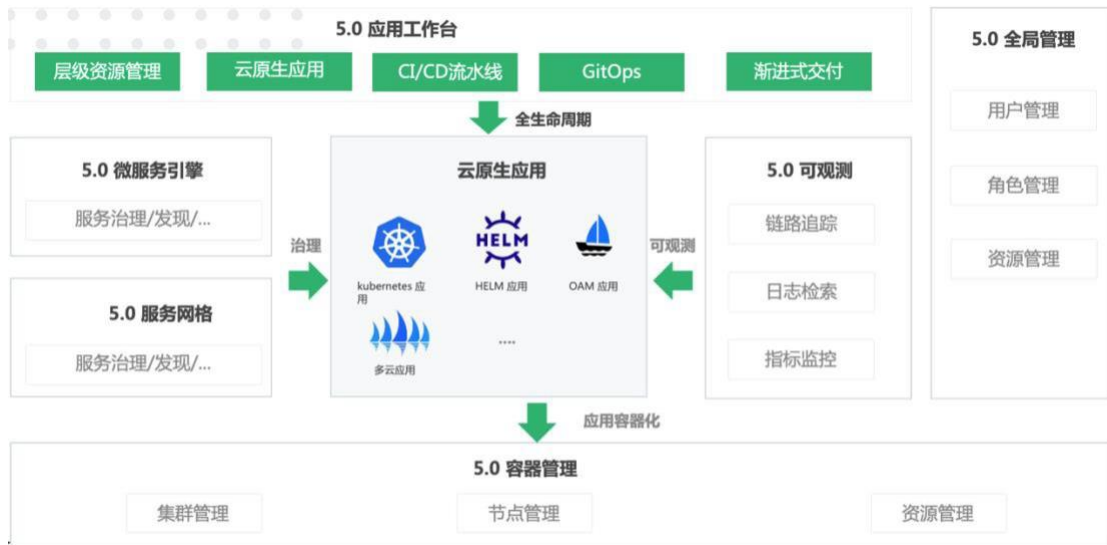 5.0 应用工作台
层级资源管理
云原生应用
CI/CD流水线
GitOps
渐进式交付
全生命周期
5.0 全局管理
用户管理
角色管理
资源管理
5.0 微服务引擎
服务治理/发现/...
5.0 服务网格
服务治理/发现/...
治理
云原生应用
kubernetes 应
用
HELM
HELM 应用
OAM 应用
多云应用
....
可观测
5.0 可观测
链路追踪
日志检索
指标监控
应用容器化
5.0 容器管理
集群管理
节点管理
资源管理